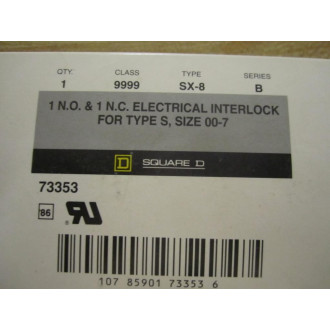 QTY. CLASS TYPE SERIES
1 9999 SX-8 B
1 N.O. & 1 N.C. ELECTRICAL INTERLOCK
FOR TYPE S, SIZE 00-7
D SQUARE D
73353
86
107 85901 73353 6